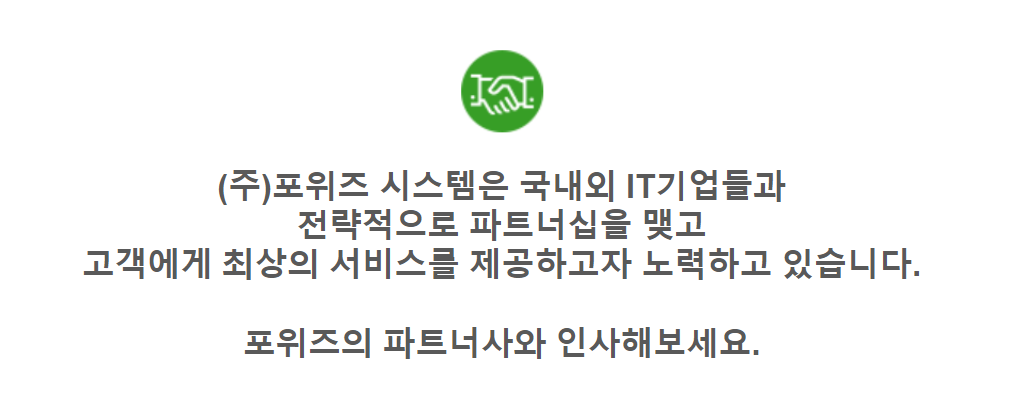 (주)포위즈 시스템은 국내외 IT기업들과
전략적으로 파트너십을 맺고
고객에게 최상의 서비스를 제공하고자 노력하고 있습니다.
포위즈의 파트너사와 인사해보세요.